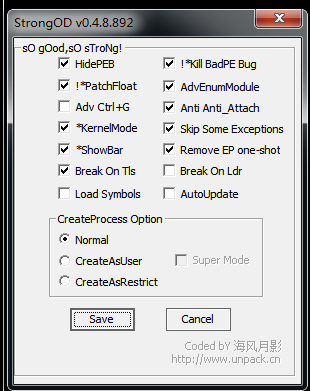 StrongOD v0.4.8.892
sO gOod,sO sTroNg!
HidePEB
!*Kill BadPE Bug
!*PatchFloat
AdvEnumModule
Adv Ctrl+G
Anti Anti_Attach
*KernelMode
Skip Some Exceptions
*ShowBar
Remove EP one-shot
Break On Tls
Break On Ldr
Load Symbols
AutoUpdate
CreateProcess Option
Normal
CreateAsUser
Super Mode
CreateAsRestrict
Save
Cancel
Coded BY 海风月影
http://www.unpack.cn